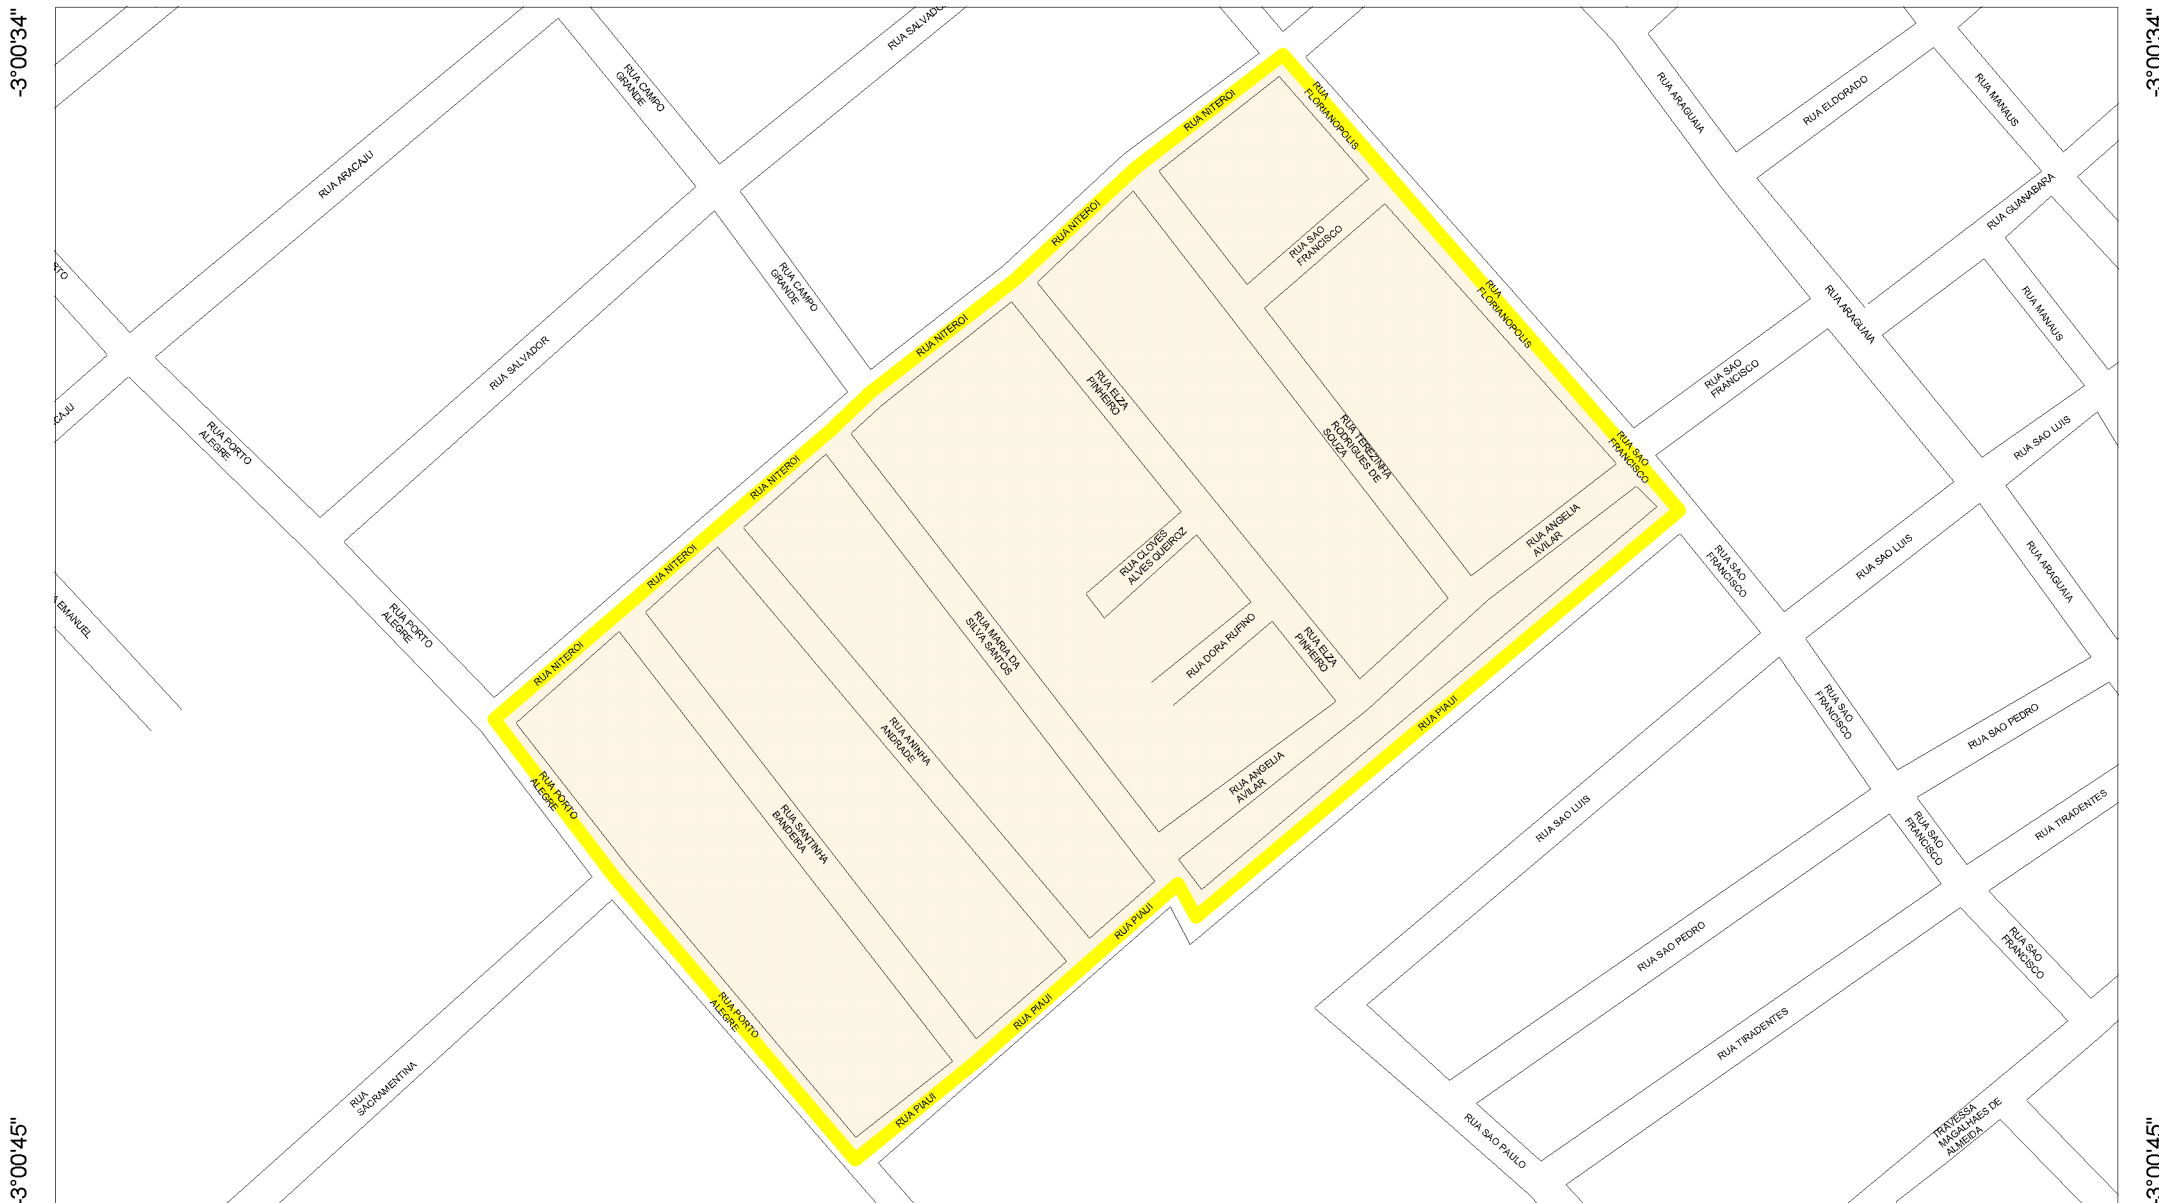 -3°00'34"
-3°00'34"
RUA SALVADOR
RUA CAMPO
GRANDE
RUA
FLORIANOPOLIS
RUA NITEROI
RUA ARAGUAIA
RUA ELDORADO
RUA MANAUS
RUA ARACAJU
RUA NITEROI
RUA SAO
FRANCISCO
RUA GUANABARA
RTO
RUA CAMPO
GRANDE
RUA NITEROI
RUA
FLORIANOPOLIS
RUA ARAGUAIA
RUA MANAUS
RUA SALVADOR
RUA ELZA
PINHEIRO
RUA SAO
FRANCISCO
CAJU
RUA PORTO
ALEGRE
RUA NITEROI
RUA TEREZINHA
RODRIGUES DE
SOUZA
RUA SAO
FRANCISCO
RUA SAO LUIS
RUA NITEROI
RUA CLOVES
ALVES QUEIROZ
RUA ANGELIA
AVILAR
RUA SAO
FRANCISCO
RUA SAO LUIS
RUA ARAGUAIA
A EMANUEL
RUA PORTO
ALEGRE
RUA NITEROI
RUA MARIA DA
SILVA SANTOS
RUA DORA RUFINO
RUA ELZA
PINHEIRO
RUA PIAUI
RUA SAO
FRANCISCO
RUA SAO PEDRO
RUA PORTO
ALEGRE
RUA ANINHA
ANDRADE
RUA ANGELIA
AVILAR
RUA SANTINHA
BANDEIRA
RUA SAO LUIS
RUA SAO
FRANCISCO
RUA TIRADENTES
RUA PIAUI
RUA SAO PEDRO
RUA SAO
FRANCISCO
RUA PORTO
ALEGRE
RUA PIAUI
RUA TIRADENTES
RUA
SACRAMENTINA
RUA PIAUI
RUA SAO PAULO
TRAVESSA
MAGALHAES DE
ALMEIDA
-3°00'45"
-3°00'45"